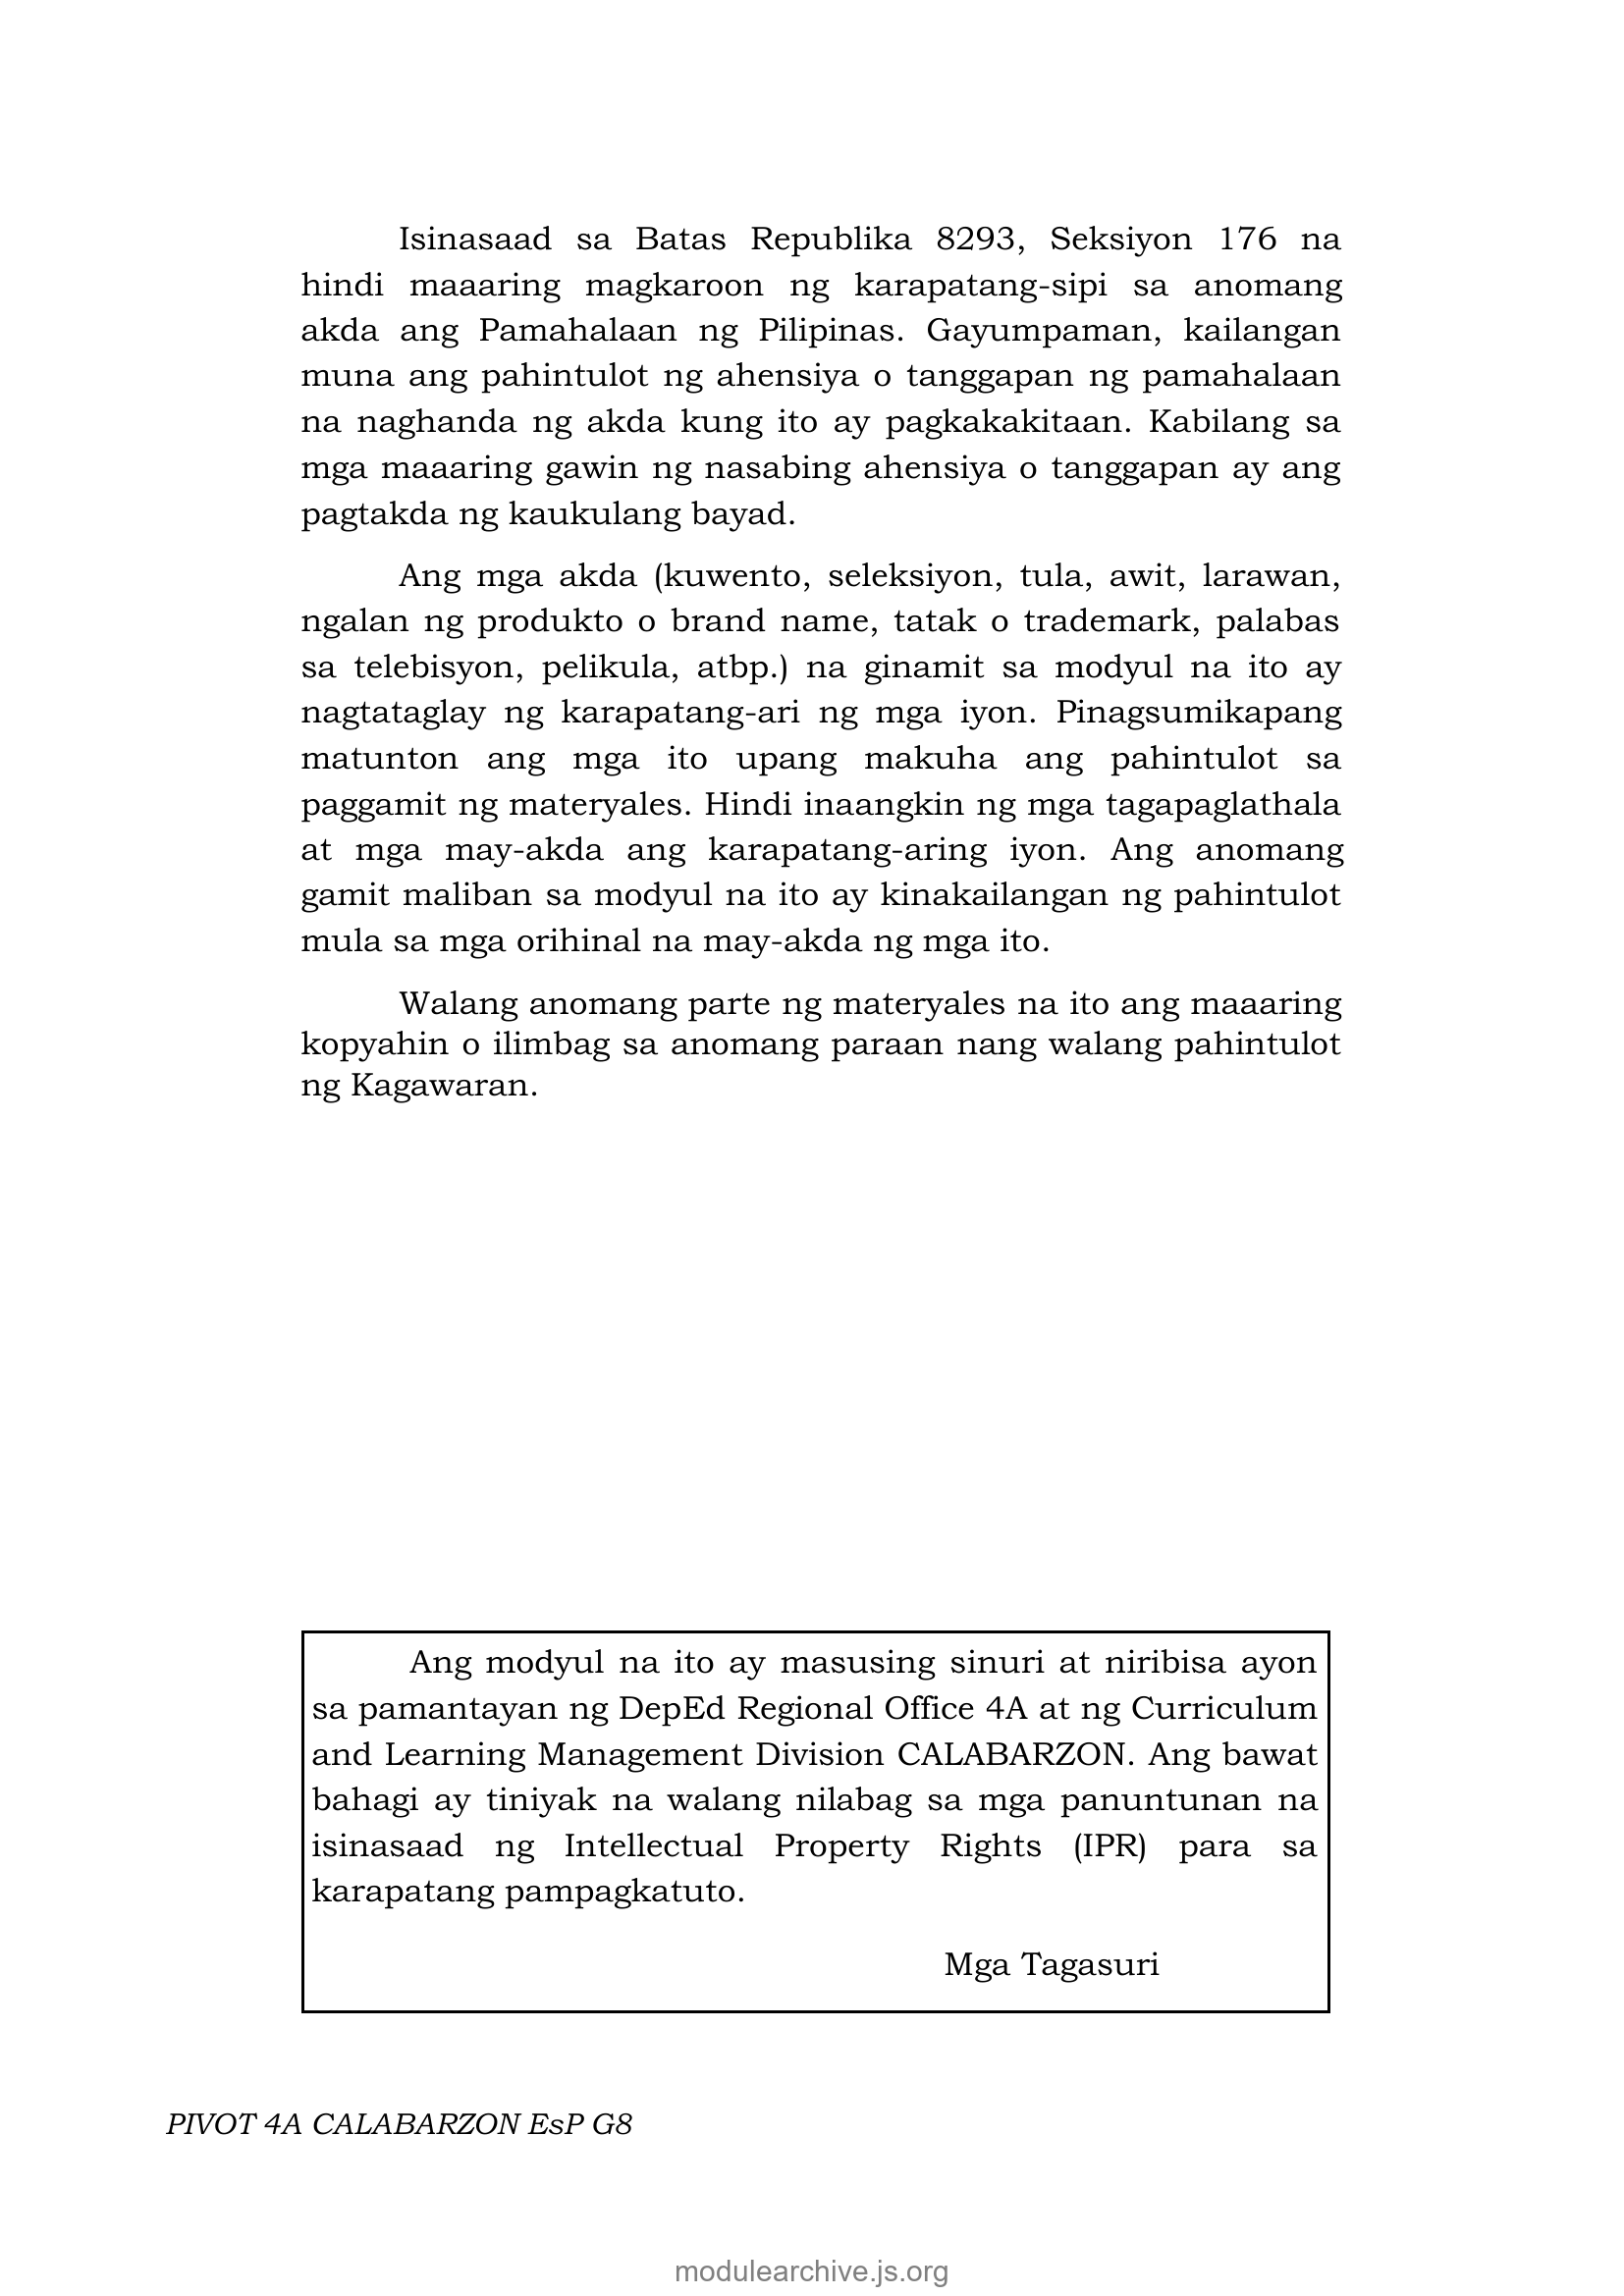 Isinasaad sa Batas Republika 8293, Seksiyon 176 na
hindi maaaring magkaroon ng karapatang-sipi sa anomang
akda ang Pamahalaan ng Pilipinas. Gayumpaman, kailangan
muna ang pahintulot ng ahensiya o tanggapan ng pamahalaan
na naghanda ng akda kung ito ay pagkakakitaan. Kabilang sa
mga maaaring gawin ng nasabing ahensiya o tanggapan ay ang
pagtakda ng kaukulang bayad.
Ang mga akda (kuwento, seleksiyon, tula, awit, larawan,
ngalan ng produkto o brand name, tatak o trademark, palabas
sa telebisyon, pelikula, atbp.) na ginamit sa modyul na ito ay
nagtataglay ng karapatang-ari ng mga iyon. Pinagsumikapang
matunton ang mga ito upang makuha ang pahintulot sa
paggamit ng materyales. Hindi inaangkin ng mga tagapaglathala
at mga may-akda ang karapatang-aring iyon. Ang anomang
gamit maliban sa modyul na ito ay kinakailangan ng pahintulot
mula sa mga orihinal na may-akda ng mga ito.
Walang anomang parte ng materyales na ito ang maaaring
kopyahin o ilimbag sa anomang paraan nang walang pahintulot
ng Kagawaran.
Ang modyul na ito ay masusing sinuri at niribisa ayon
sa pamantayan ng DepEd Regional Office 4A at ng Curriculum
and Learning Management Division CALABARZON. Ang bawat
bahagi ay tiniyak na walang nilabag sa mga panuntunan na
isinasaad ng Intellectual Property Rights (IPR) para sa
karapatang pampagkatuto.
Mga Tagasuri
PIVOT 4A CALABARZON EsP G8
modulearchive.js.org